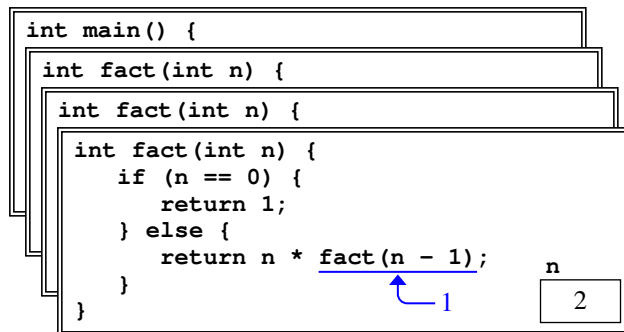 int main() {
int fact(int n) {
int fact(int n) {
int fact(int n) {
if (n == 0) {
return 1;
} else {
return n * fact(n – 1);
}
}
1
n
2